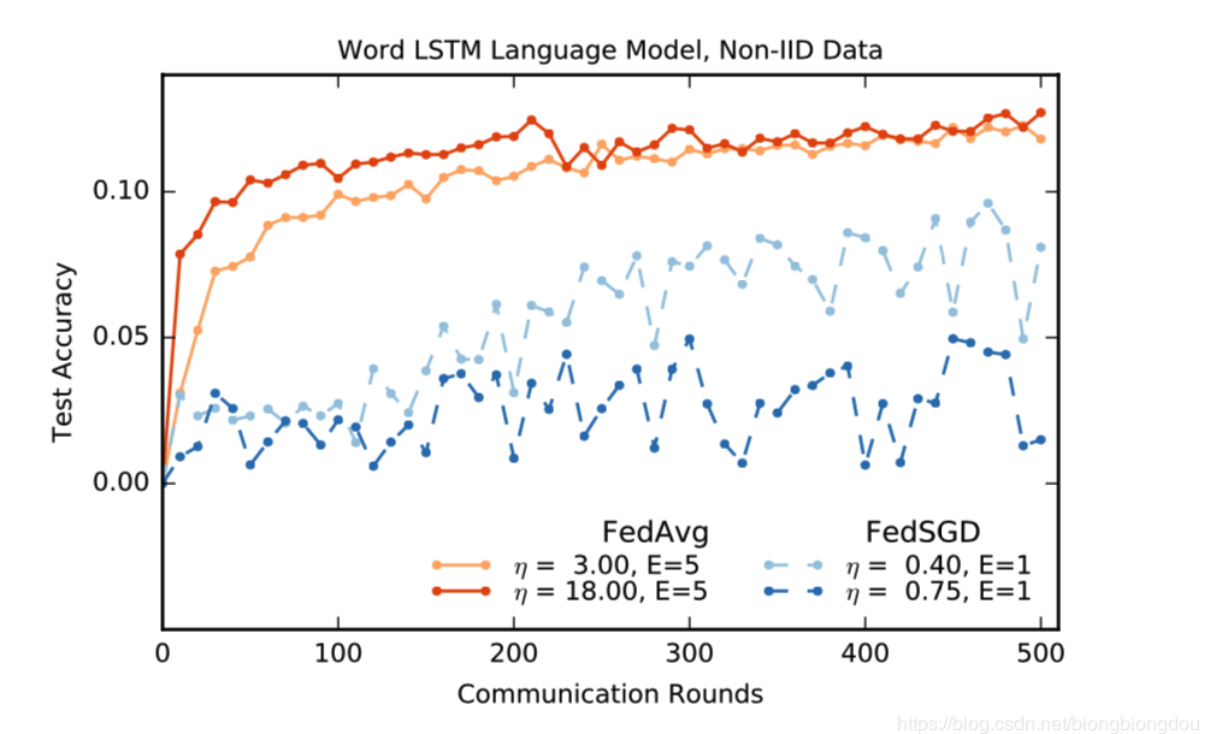 Word LSTM Language Model, Non-IID Data
Test Accuracy
0.10
0.05
0.00
FedAvg FedSGD
η = 3.00, E=5 η = 0.40, E=1
η = 18.00, E=5 η = 0.75, E=1
0 100 200 300 400 500
Communication Rounds
https://blog.csdn.net/biongbiongdou